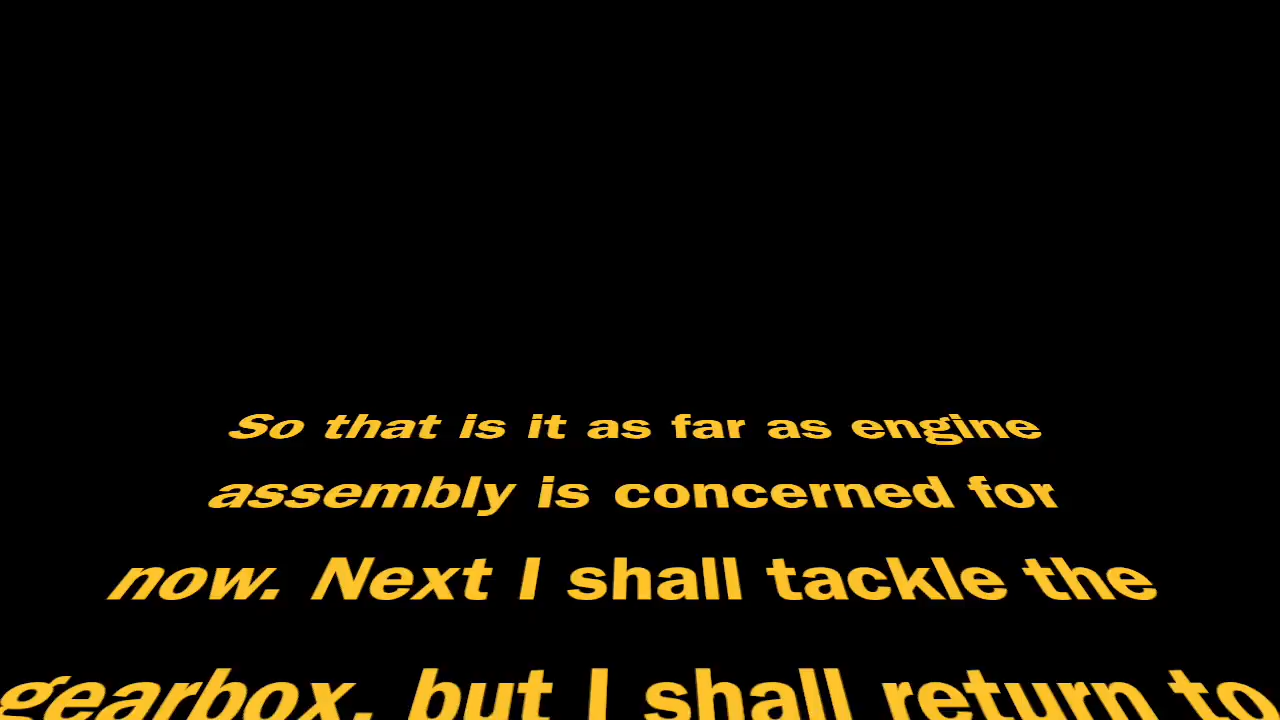 So that is it as far as engine
assembly is concerned for
now. Next I shall tackle the
gearbox, but I shall return to